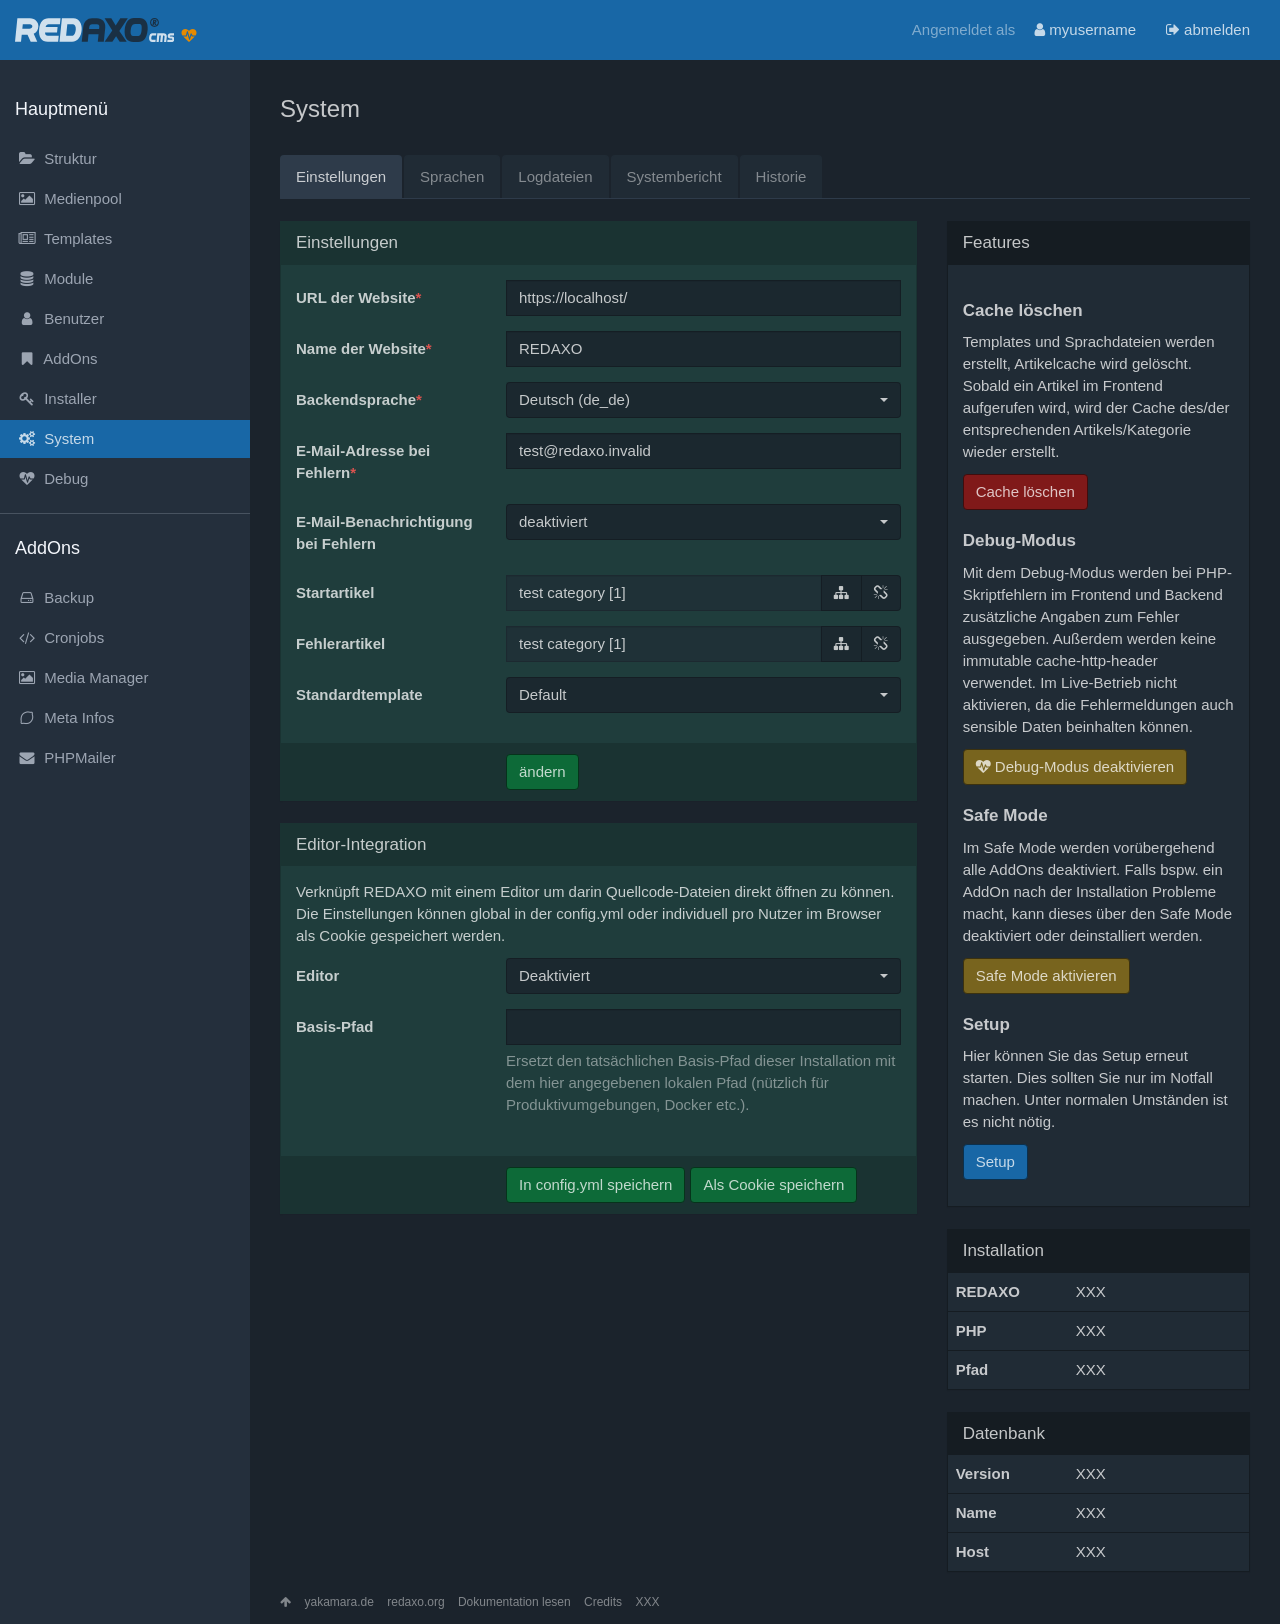 REDAXO® cms
Angemeldet als myusername abmelden
Hauptmenü
Struktur
Medienpool
Templates
Module
Benutzer
AddOns
Installer
System
Debug
AddOns
Backup
Cronjobs
Media Manager
Meta Infos
PHPMailer
System
Einstellungen Sprachen Logdateien Systembericht Historie
Einstellungen
URL der Website* https://localhost/
Name der Website* REDAXO
Backendsprache* Deutsch (de_de)
E-Mail-Adresse bei
Fehlern*
test@redaxo.invalid
E-Mail-Benachrichtigung
bei Fehlern
deaktiviert
Startartikel test category [1]
Fehlerartikel test category [1]
Standardtemplate Default
ändern
Editor-Integration
Verknüpft REDAXO mit einem Editor um darin Quellcode-Dateien direkt öffnen zu können.
Die Einstellungen können global in der config.yml oder individuell pro Nutzer im Browser
als Cookie gespeichert werden.
Editor Deaktiviert
Basis-Pfad
Ersetzt den tatsächlichen Basis-Pfad dieser Installation mit
dem hier angegebenen lokalen Pfad (nützlich für
Produktivumgebungen, Docker etc.).
In config.yml speichern Als Cookie speichern
Features
Cache löschen
Templates und Sprachdateien werden
erstellt, Artikelcache wird gelöscht.
Sobald ein Artikel im Frontend
aufgerufen wird, wird der Cache des/der
entsprechenden Artikels/Kategorie
wieder erstellt.
Cache löschen
Debug-Modus
Mit dem Debug-Modus werden bei PHP-
Skriptfehlern im Frontend und Backend
zusätzliche Angaben zum Fehler
ausgegeben. Außerdem werden keine
immutable cache-http-header
verwendet. Im Live-Betrieb nicht
aktivieren, da die Fehlermeldungen auch
sensible Daten beinhalten können.
Debug-Modus deaktivieren
Safe Mode
Im Safe Mode werden vorübergehend
alle AddOns deaktiviert. Falls bspw. ein
AddOn nach der Installation Probleme
macht, kann dieses über den Safe Mode
deaktiviert oder deinstalliert werden.
Safe Mode aktivieren
Setup
Hier können Sie das Setup erneut
starten. Dies sollten Sie nur im Notfall
machen. Unter normalen Umständen ist
es nicht nötig.
Setup
Installation
REDAXO XXX
PHP XXX
Pfad XXX
Datenbank
Version XXX
Name XXX
Host XXX
yakamara.de redaxo.org Dokumentation lesen Credits XXX